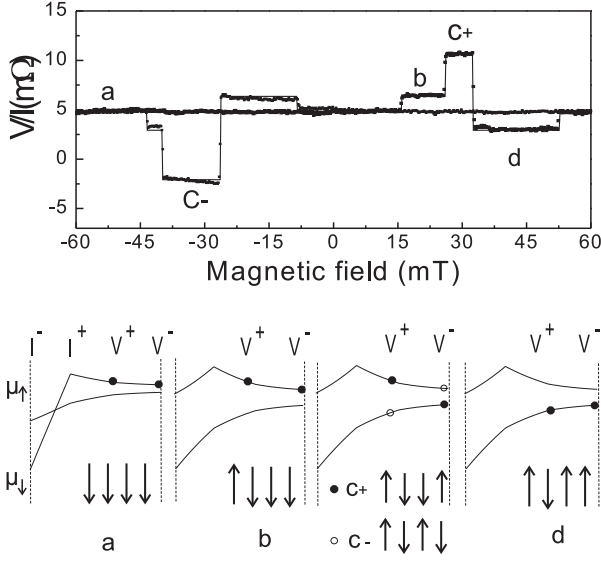 15
10
5
0
-5
V/I(mΩ)
a
b
c+
d
C-
-60 -45 -30 -15 0 15 30 45 60
Magnetic field (mT)
I- I+ V+ V- V+ V- V+ V- V+ V-
μ↑
μ↓
↓↓↓↓ ↑↓↓↓ ● C+ ↑↓↓↑ ↑↓↑↑
○ C- ↑↓↑↓
a b d